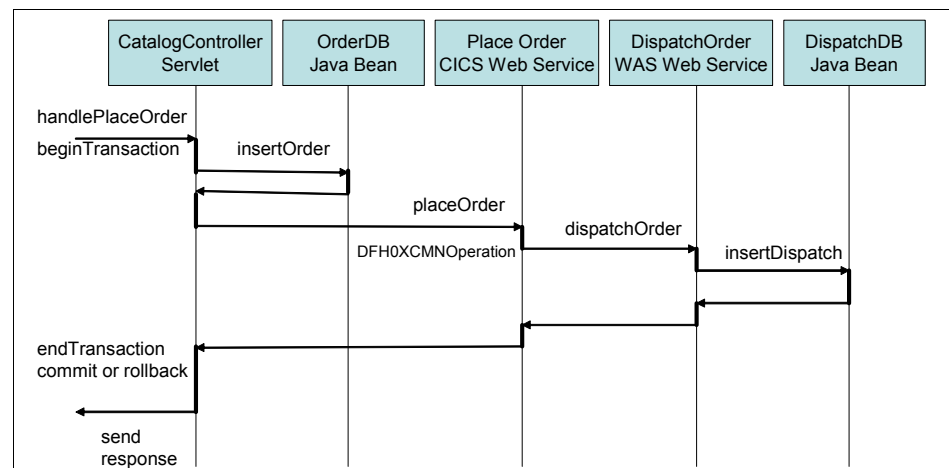 CatalogController
Servlet
OrderDB
Java Bean
Place Order
CICS Web Service
DispatchOrder
WAS Web Service
DispatchDB
Java Bean
handlePlaceOrder
beginTransaction
insertOrder
placeOrder
DFH0XCMNOperation
dispatchOrder
insertDispatch
endTransaction
commit or rollback
send
response